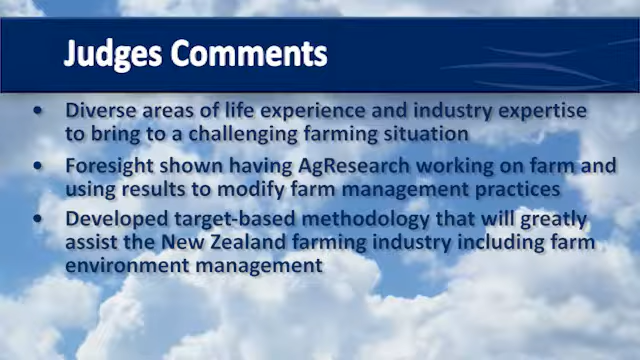 Judges Comments
• Diverse areas of life experience and industry expertise
to bring to a challenging farming situation
• Foresight shown having AgResearch working on farm and
using results to modify farm management practices
• Developed target-based methodology that will greatly
assist the New Zealand farming industry including farm
environment management